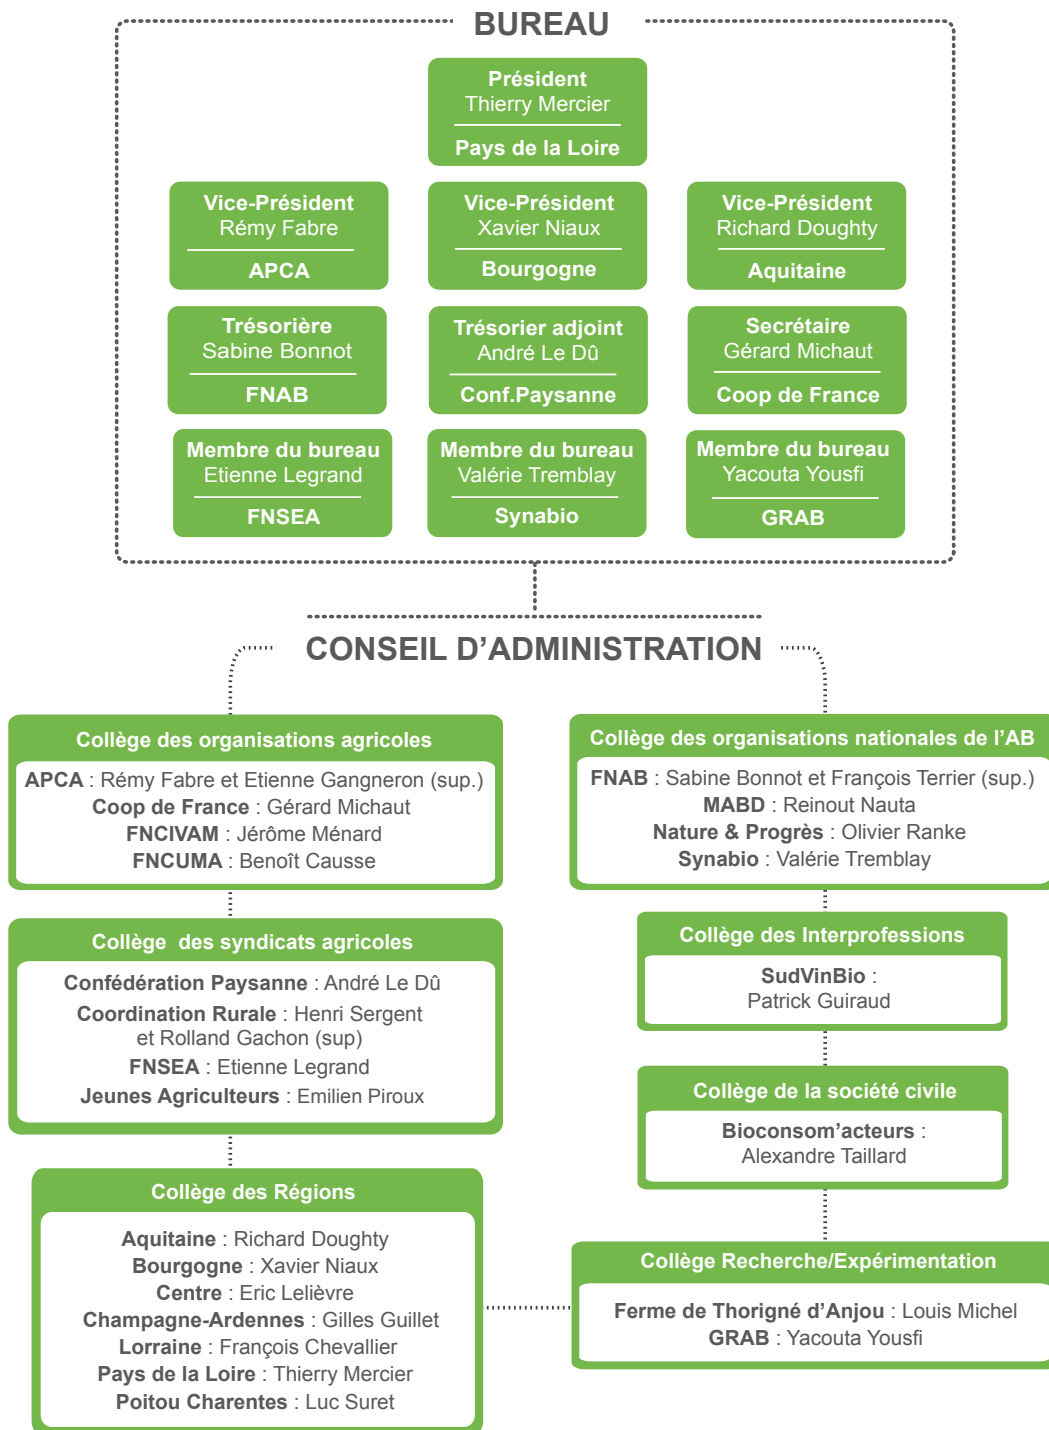 BUREAU
Président
Thierry Mercier
Pays de la Loire
Vice-Président
Rémy Fabre
APCA
Vice-Président
Xavier Niaux
Bourgogne
Vice-Président
Richard Doughty
Aquitaine
Trésorière
Sabine Bonnot
FNAB
Trésorier adjoint
André Le Dû
Conf.Paysanne
Secrétaire
Gérard Michaut
Coop de France
Membre du bureau
Etienne Legrand
FNSEA
Membre du bureau
Valérie Tremblay
Synabio
Membre du bureau
Yacouta Yousfi
GRAB
CONSEIL D’ADMINISTRATION
Collège des organisations agricoles
APCA : Rémy Fabre et Etienne Gangneron (sup.)
Coop de France : Gérard Michaut
FNCIVAM : Jérôme Ménard
FNCUMA : Benoît Causse
Collège des syndicats agricoles
Confédération Paysanne : André Le Dû
Coordination Rurale : Henri Sergent
et Rolland Gachon (sup)
FNSEA : Etienne Legrand
Jeunes Agriculteurs : Emilien Piroux
Collège des Régions
Aquitaine : Richard Doughty
Bourgogne : Xavier Niaux
Centre : Eric Lelièvre
Champagne-Ardennes : Gilles Guillet
Lorraine : François Chevallier
Pays de la Loire : Thierry Mercier
Poitou Charentes : Luc Suret
Collège des organisations nationales de l’AB
FNAB : Sabine Bonnot et François Terrier (sup.)
MABD : Reinout Nauta
Nature & Progrès : Olivier Ranke
Synabio : Valérie Tremblay
Collège des Interprofessions
SudVinBio :
Patrick Guiraud
Collège de la société civile
Bioconsom’acteurs :
Alexandre Taillard
Collège Recherche/Expérimentation
Ferme de Thorigné d’Anjou : Louis Michel
GRAB : Yacouta Yousfi